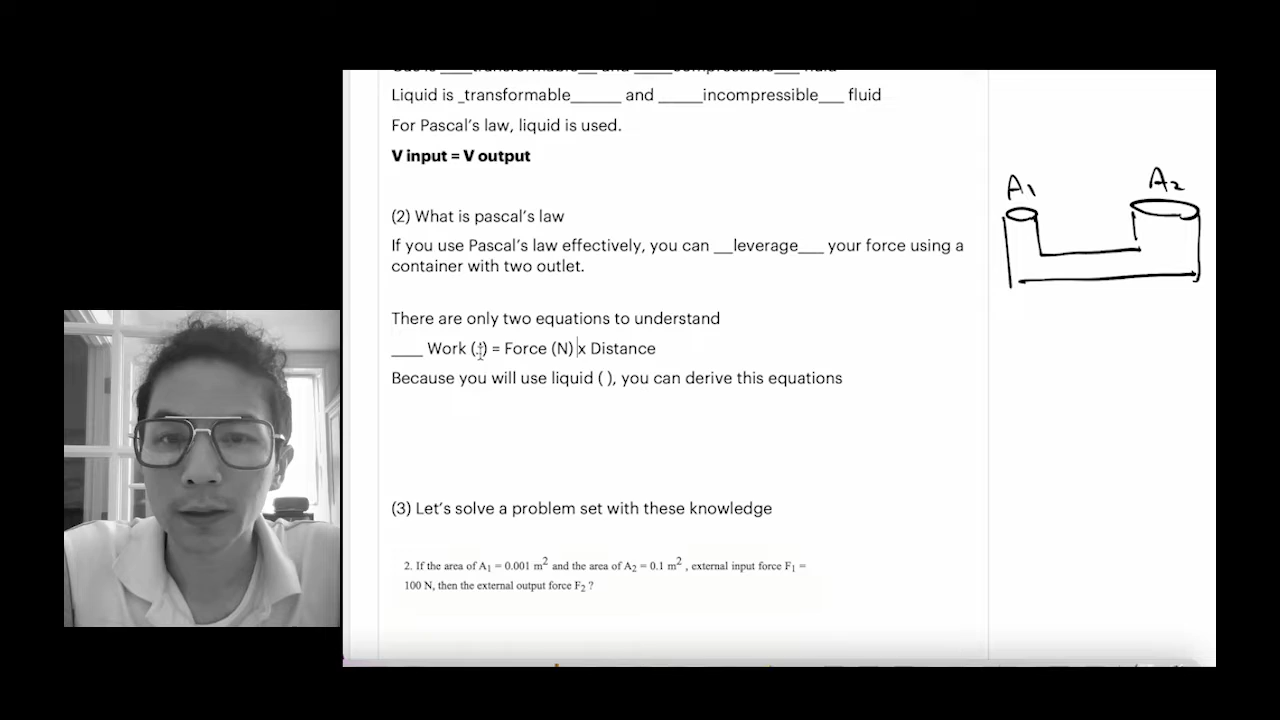 Liquid is _transformable______ and _____incompressible___ fluid
For Pascal's law, liquid is used.
V input = V output
(2) What is pascal's law
If you use Pascal's law effectively, you can __leverage___ your force using a
container with two outlet.
There are only two equations to understand
____ Work (J) = Force (N) x Distance
Because you will use liquid ( ), you can derive this equations
(3) Let's solve a problem set with these knowledge
2. If the area of A1 = 0.001 m2 and the area of A2 = 0.1 m2 , external input force F1 =
100 N, then the external output force F2 ?
A1
A2